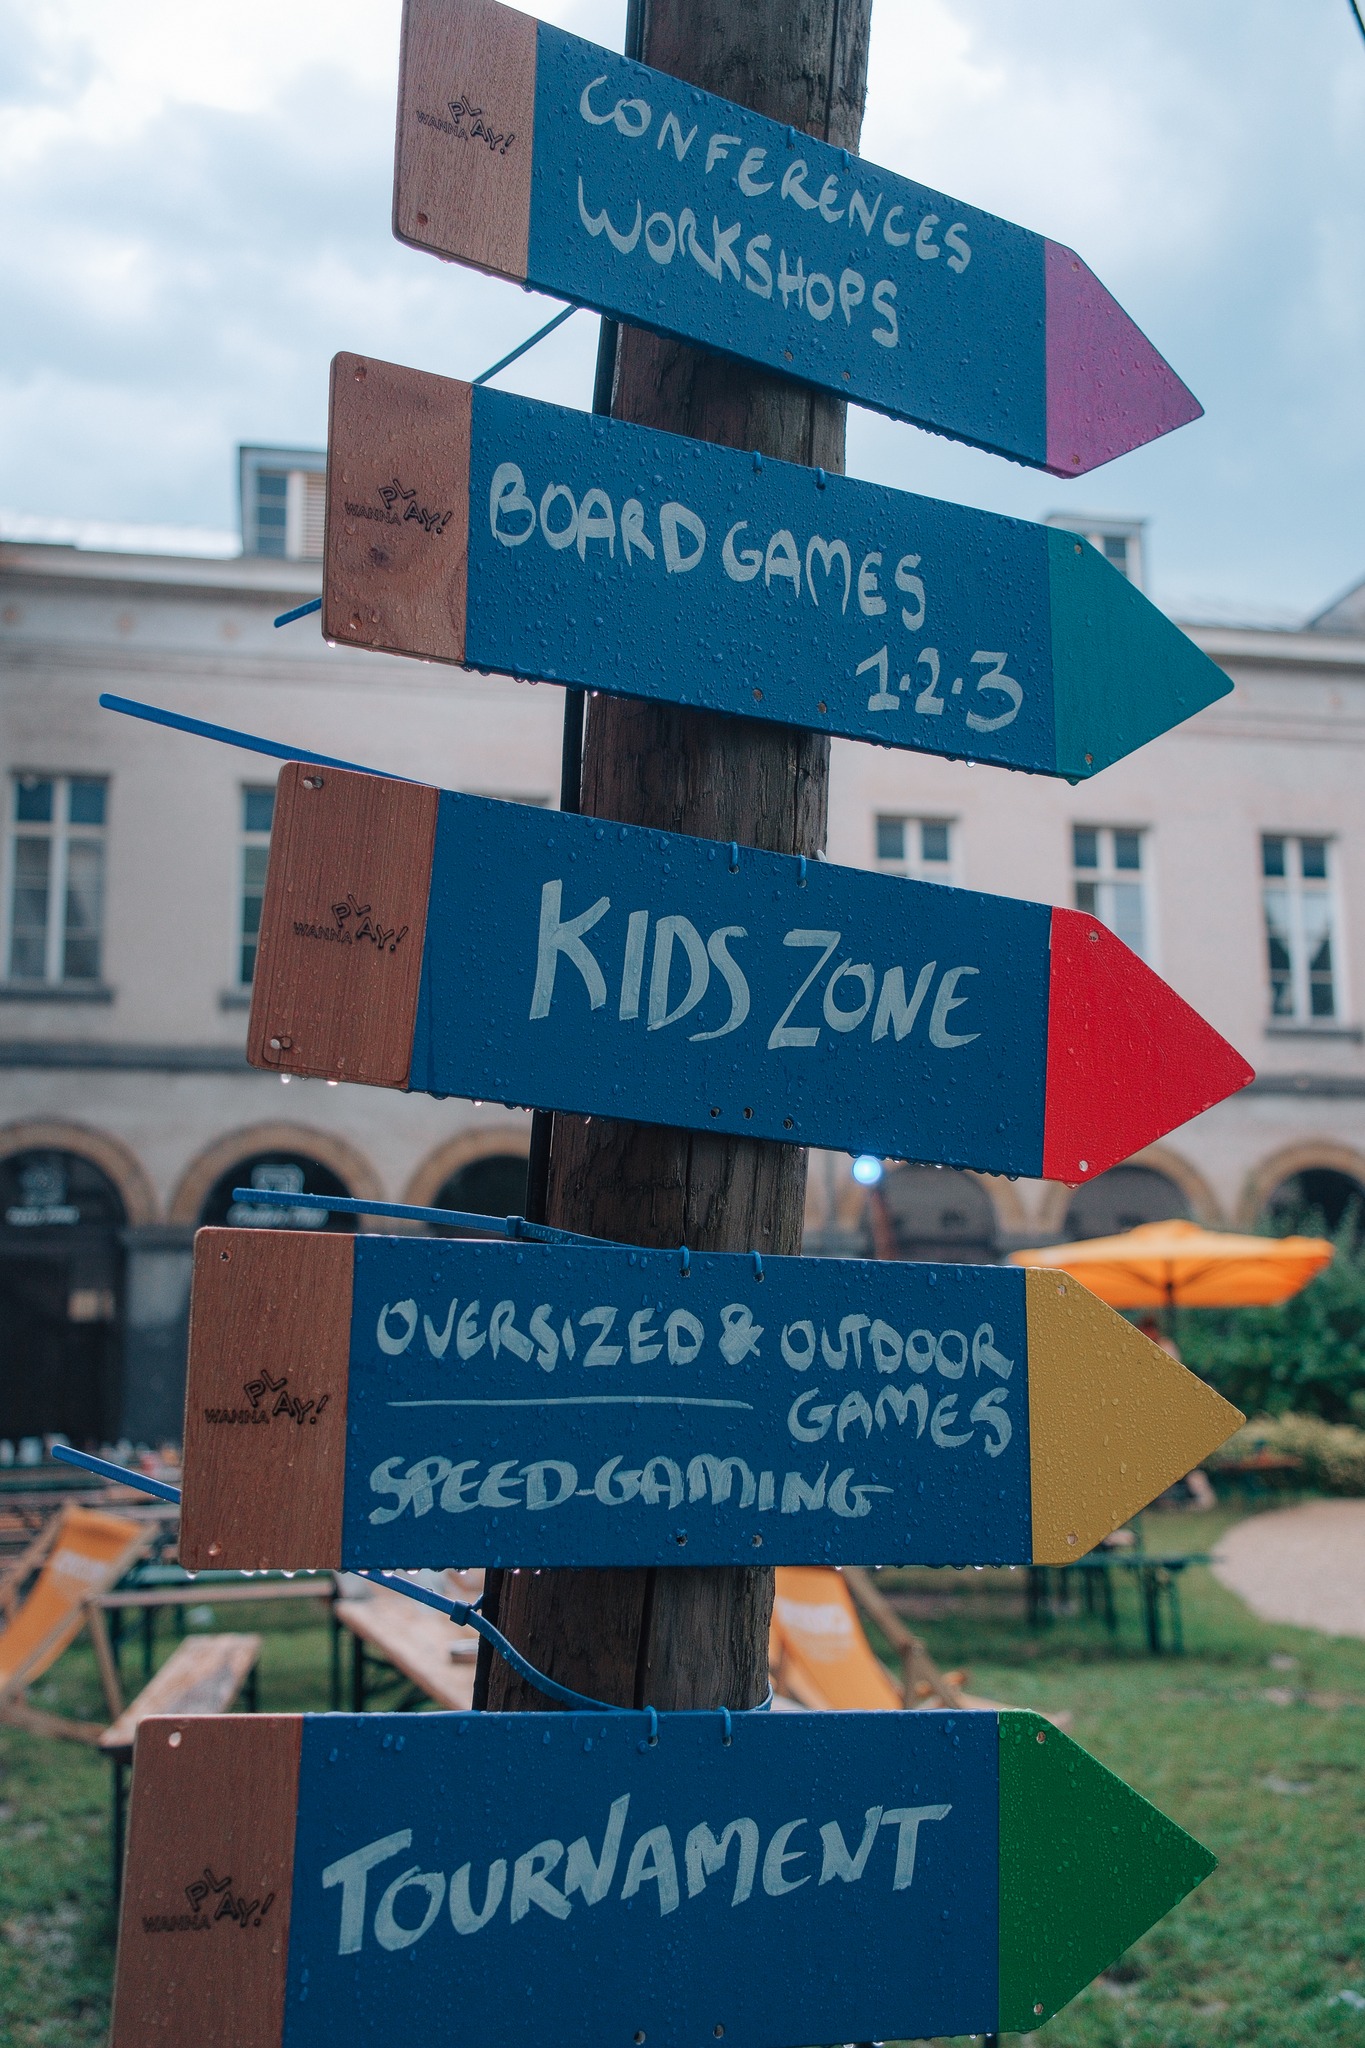 WANNA PLAY!
CONFERENCES
WORKSHOPS
WANNA PLAY!
BOARD GAMES
1.2.3
WANNA PLAY!
KIDS ZONE
WANNA PLAY!
OVERSIZED & OUTDOOR
GAMES
SPEED-GAMING
WANNA PLAY!
TOURNAMENT